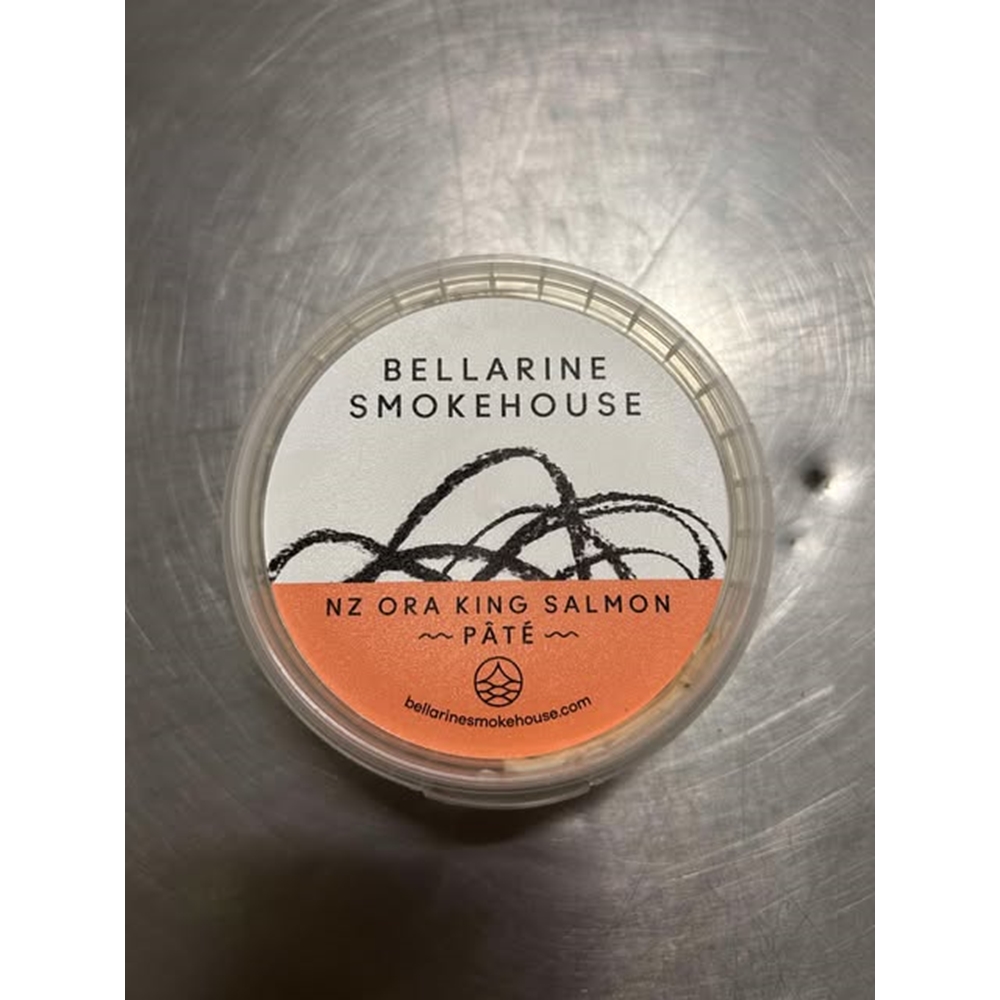 BELLARINE
SMOKEHOUSE
NZ ORA KING SALMON
PÂTÉ
bellarinesmokehouse.com